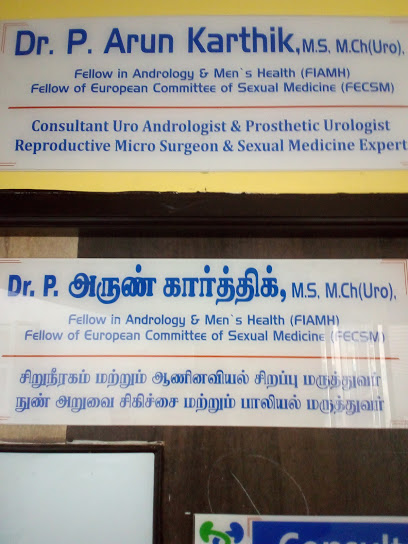 Dr. P. Arun Karthik, M.S, M.Ch(Uro),
Fellow in Andrology & Men`s Health (FIAMH)
Fellow of European Committee of Sexual Medicine (FECSM)
Consultant Uro Andrologist & Prosthetic Urologist
Reproductive Micro Surgeon & Sexual Medicine Expert
Dr. P. அருண் கார்த்திக், M.S, M.Ch(Uro),
Fellow in Andrology & Men`s Health (FIAMH)
Fellow of European Committee of Sexual Medicine (FECSM)
சிறுநீரகம் மற்றும் ஆணினவியல் சிறப்பு மருத்துவர்
நுண் அறுவை சிகிச்சை மற்றும் பாலியல் மருத்துவர்